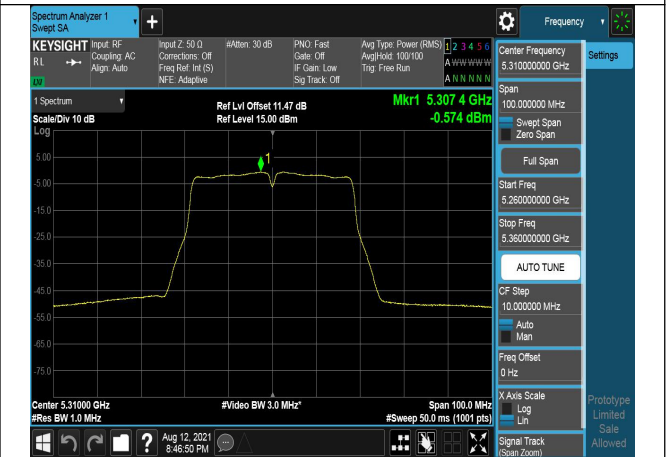 Spectrum Analyzer 1
Swept SA
+
Frequency
KEYSIGHT
RL
Input: RF
Coupling: AC
Align: Auto
Input Z: 50 Ω
Corrections: Off
Freq Ref: Int (S)
NFE: Adaptive
#Atten: 30 dB
PNO: Fast
Gate: Off
IF Gain: Low
Sig Track: Off
Avg Type: Power (RMS)
Avg|Hold: 100/100
Trig: Free Run
1 2 3 4 5 6
A W W W W W
A N N N N N
1 Spectrum
Scale/Div 10 dB
Log
Ref Lvl Offset 11.47 dB
Ref Level 15.00 dBm
Mkr1 5.307 4 GHz
-0.574 dBm
1
5.00
-5.00
-15.0
-25.0
-35.0
-45.0
-55.0
-65.0
-75.0
Center 5.31000 GHz
#Res BW 1.0 MHz
#Video BW 3.0 MHz*
Span 100.0 MHz
#Sweep 50.0 ms (1001 pts)
Center Frequency
5.310000000 GHz
Settings
Span
100.000000 MHz
Swept Span
Zero Span
Full Span
Start Freq
5.260000000 GHz
Stop Freq
5.360000000 GHz
AUTO TUNE
CF Step
10.000000 MHz
Auto
Man
Freq Offset
0 Hz
X Axis Scale
Log
Lin
Signal Track
(Span Zoom)
Prototype
Limited
Sale
Allowed
?
Aug 12, 2021
8:46:50 PM